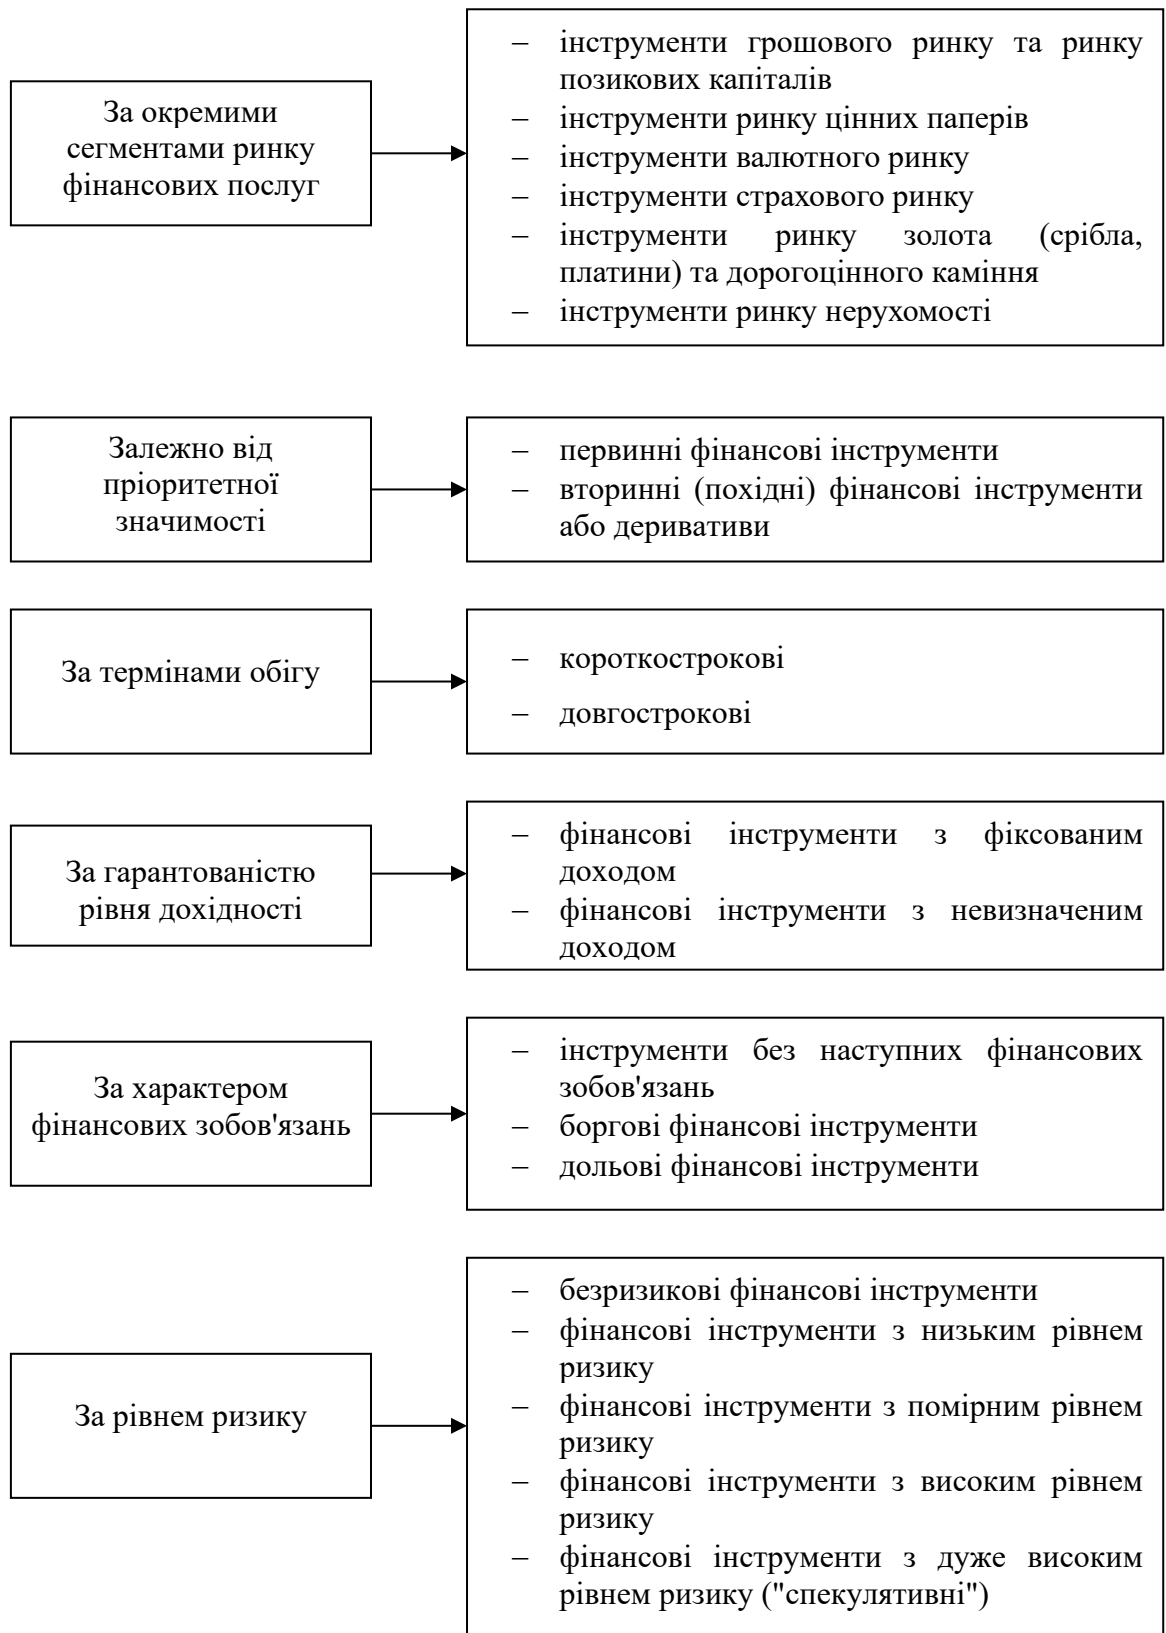 За окремими
сегментами ринку
фінансових послуг
– інструменти грошового ринку та ринку
позикових капіталів
– інструменти ринку цінних паперів
– інструменти валютного ринку
– інструменти страхового ринку
– інструменти ринку золота (срібла,
платини) та дорогоцінного каміння
– інструменти ринку нерухомості
Залежно від
пріоритетної
значимості
– первинні фінансові інструменти
– вторинні (похідні) фінансові інструменти
або деривативи
За термінами обігу
– короткострокові
– довгострокові
За гарантованістю
рівня дохідності
– фінансові інструменти з фіксованим
доходом
– фінансові інструменти з невизначеним
доходом
За характером
фінансових зобов'язань
– інструменти без наступних фінансових
зобов'язань
– боргові фінансові інструменти
– дольові фінансові інструменти
За рівнем ризику
– безризикові фінансові інструменти
– фінансові інструменти з низьким рівнем
ризику
– фінансові інструменти з помірним рівнем
ризику
– фінансові інструменти з високим рівнем
ризику
– фінансові інструменти з дуже високим
рівнем ризику ("спекулятивні")